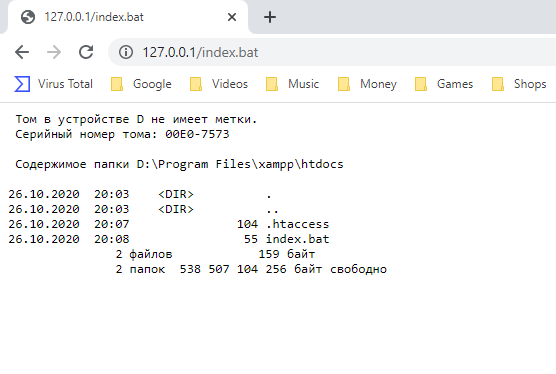 127.0.0.1/index.bat
127.0.0.1/index.bat
Virus Total Google Videos Music Money Games Shops
Том в устройстве D не имеет метки.
Серийный номер тома: 00E0-7573
Содержимое папки D:\Program Files\xampp\htdocs
26.10.2020 20:03 <DIR> .
26.10.2020 20:03 <DIR> ..
26.10.2020 20:07 104 .htaccess
26.10.2020 20:08 55 index.bat
2 файлов 159 байт
2 папок 538 507 104 256 байт свободно